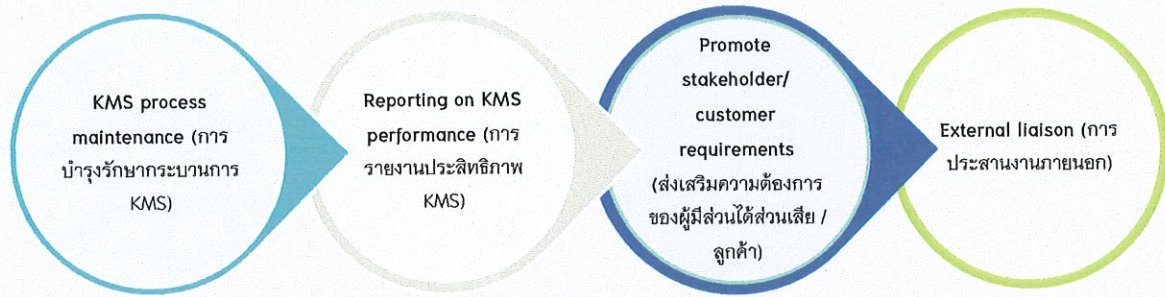 KMS process
maintenance (การ
บำรุงรักษากระบวนการ
KMS)
Reporting on KMS
performance (การ
รายงานประสิทธิภาพ
KMS)
Promote
stakeholder/
customer
requirements
(ส่งเสริมความต้องการ
ของผู้มีส่วนได้ส่วนเสีย /
ลูกค้า)
External liaison (การ
ประสานงานภายนอก)